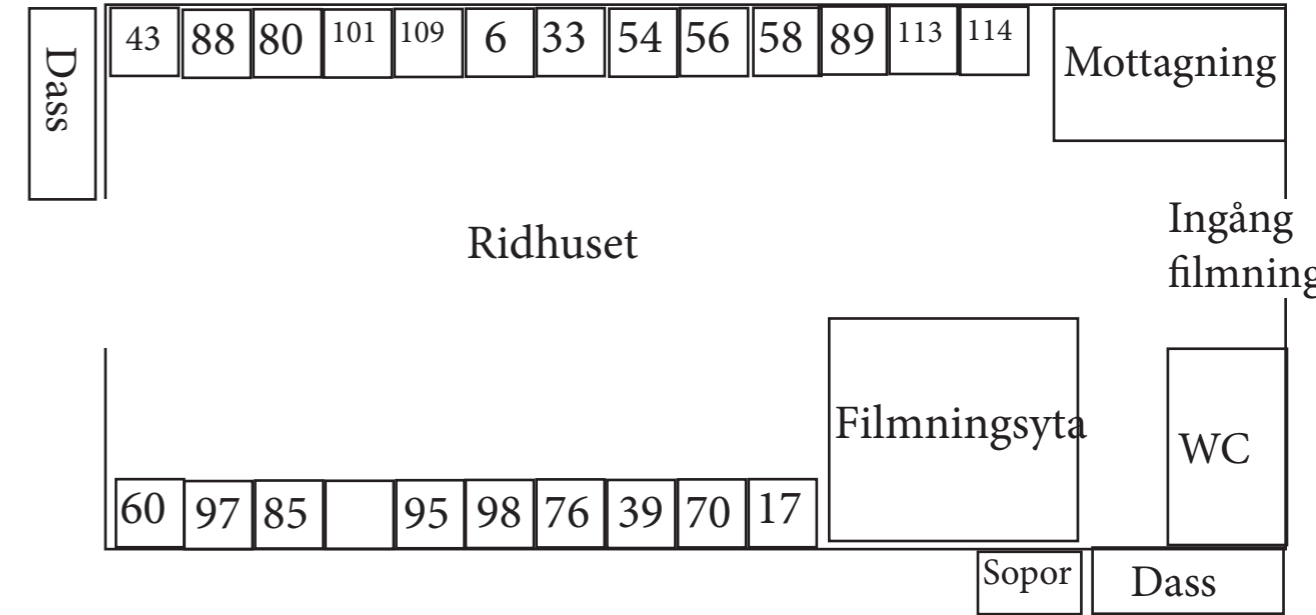 Dass
43 88 80 101 109 6 33 54 56 58 89 113 114
Mottagning
Ridhuset
Ingång
filmning
Filmningsyta
WC
60 97 85 95 98 76 39 70 17
Sopor
Dass